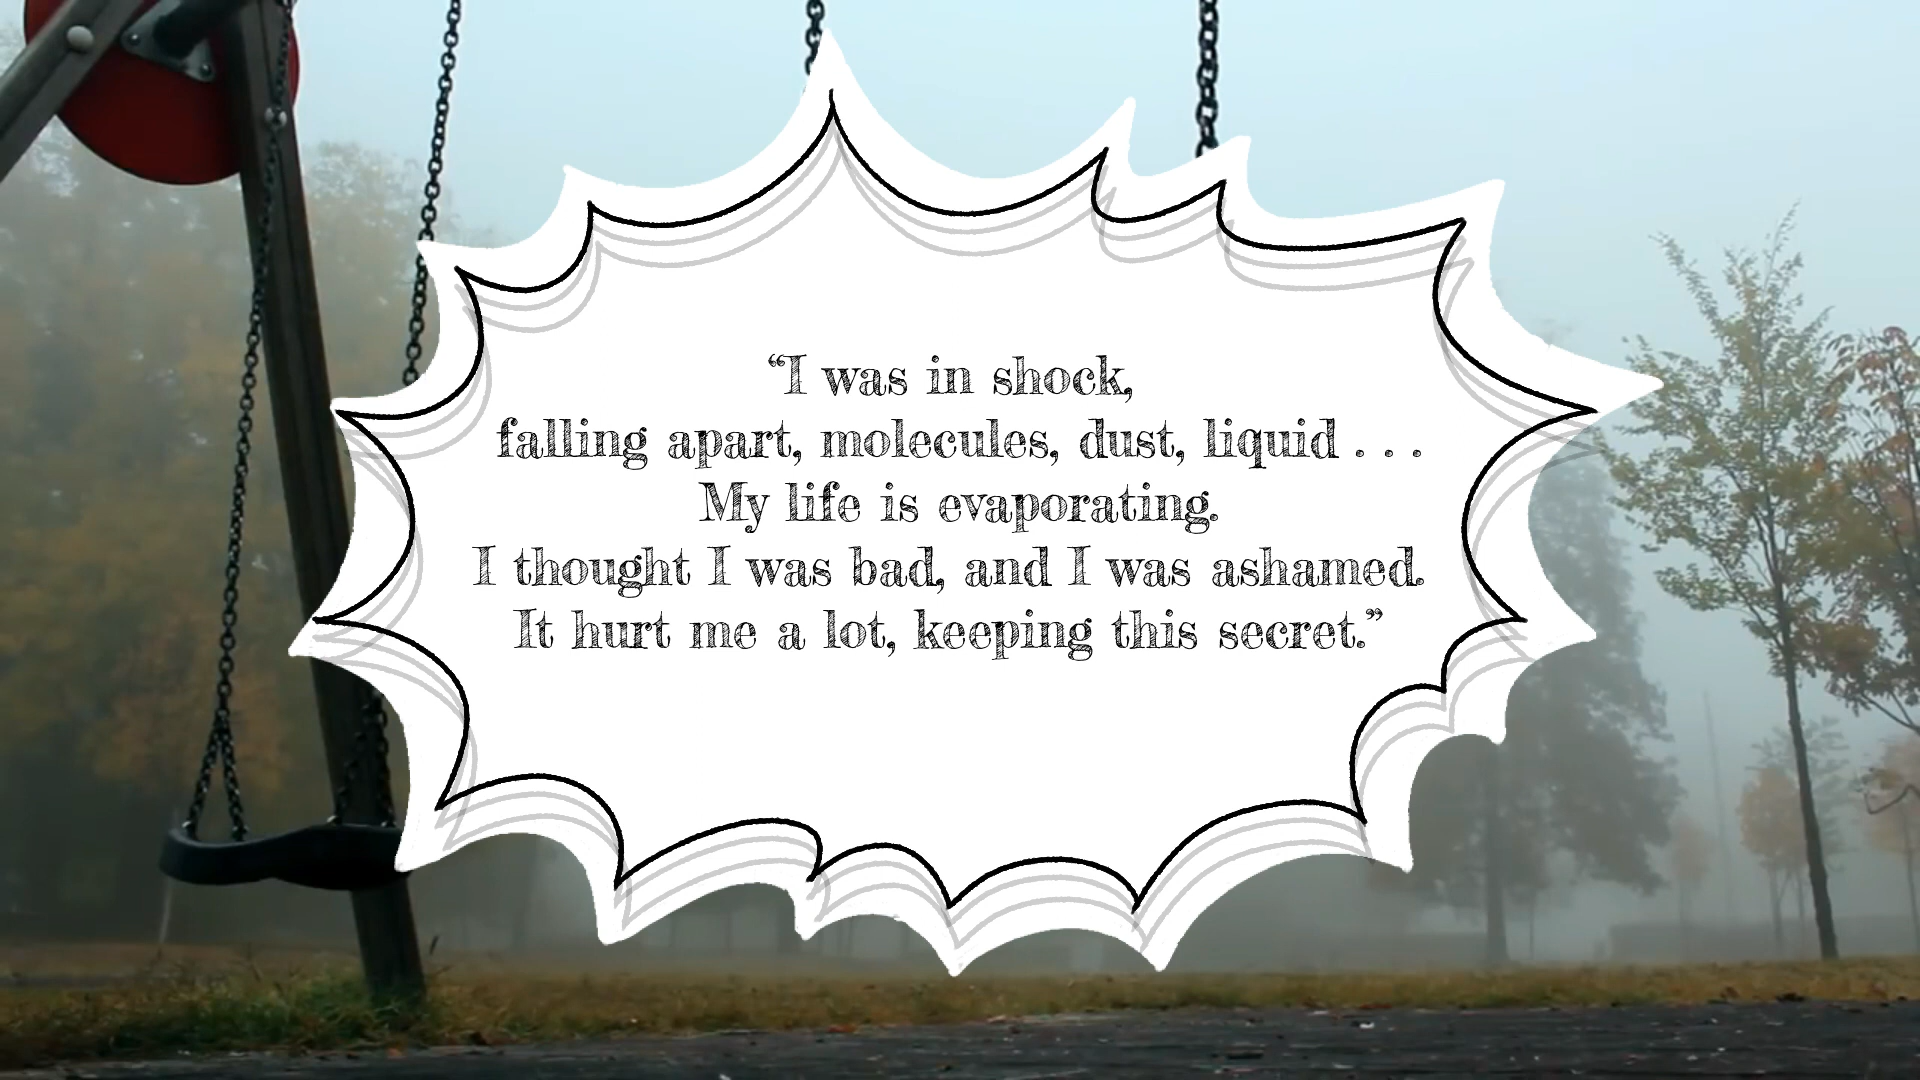 “I was in shock,
falling apart, molecules, dust, liquid . . .
My life is evaporating.
I thought I was bad, and I was ashamed.
It hurt me a lot, keeping this secret.”